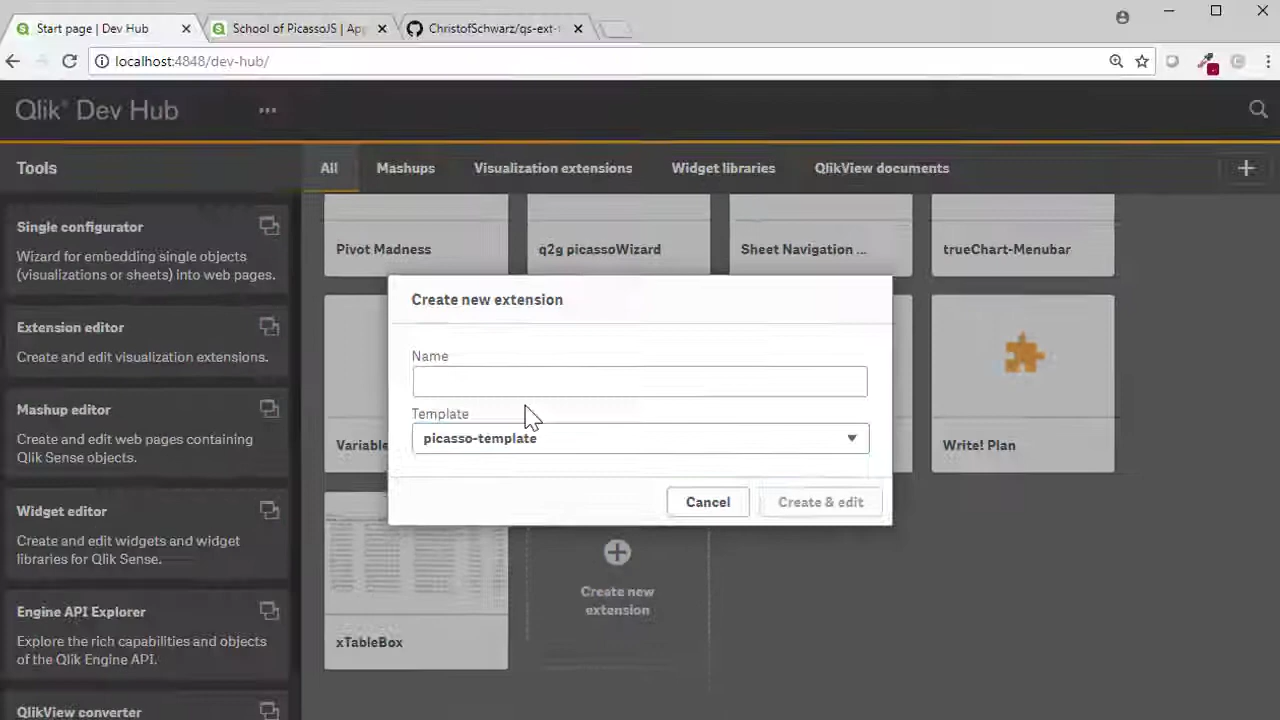 Start page | Dev Hub
School of PicassoJS | App
ChristofSchwarz/qs-ext-
localhost:4848/dev-hub/
Qlik Dev Hub
Tools
All
Mashups
Visualization extensions
Widget libraries
QlikView documents
Single configurator
Wizard for embedding single objects
(visualizations or sheets) into web pages.
Extension editor
Create and edit visualization extensions.
Mashup editor
Create and edit web pages containing
Qlik Sense objects.
Widget editor
Create and edit widgets and widget
libraries for Qlik Sense.
Engine API Explorer
Explore the rich capabilities and objects
of the Qlik Engine API.
QlikView converter
Pivot Madness
q2g picassoWizard
Sheet Navigation ...
trueChart-Menubar
Create new extension
Name
Template
picasso-template
Cancel
Create & edit
Variable
Write! Plan
xTableBox
Create new
extension